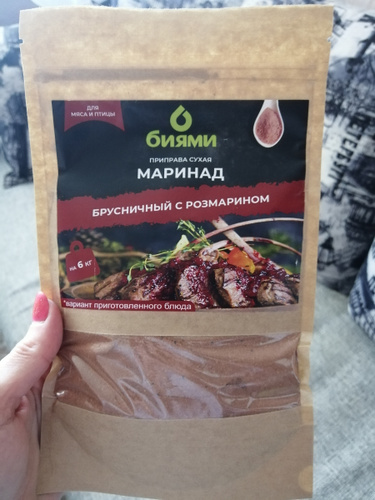 ДЛЯ
МЯСА И ПТИЦЫ
БИЯМИ
ПРИПРАВА СУХАЯ
МАРИНАД
БРУСНИЧНЫЙ С РОЗМАРИНОМ
НА 6 КГ
*вариант приготовленного блюда